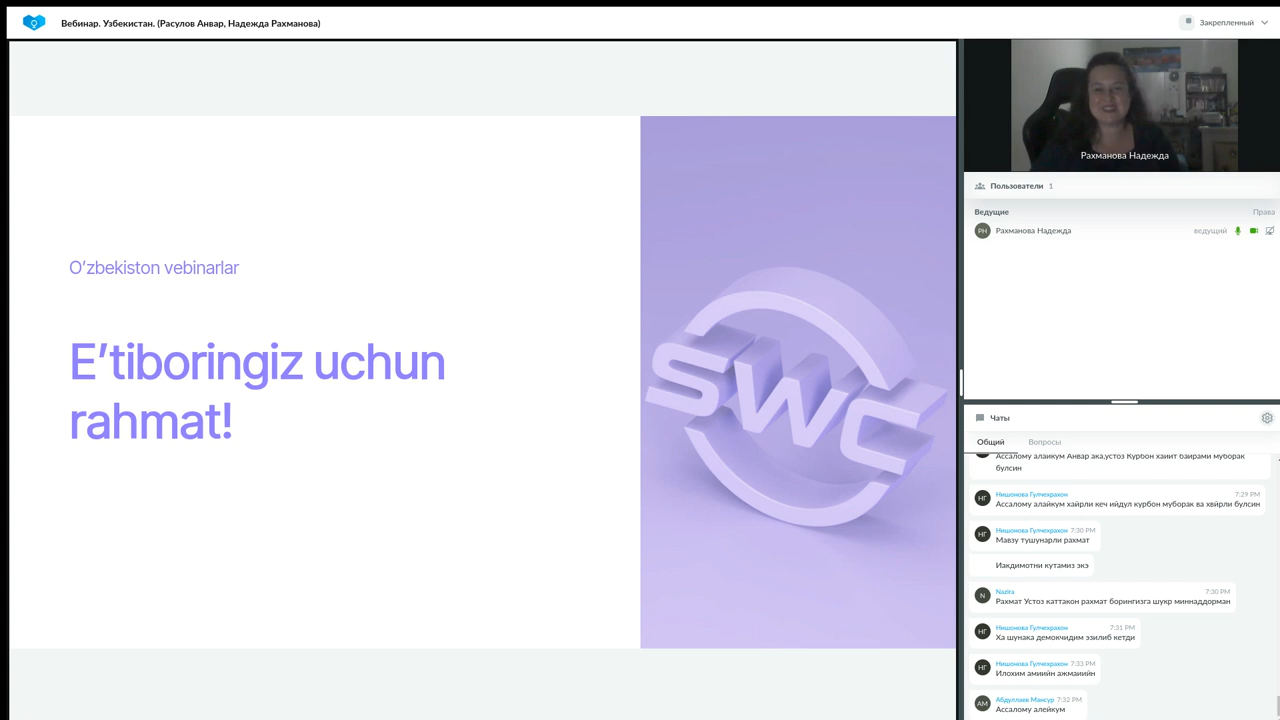 Вебинар. Узбекистан. (Расулов Анвар, Надежда Рахманова)
Закрепленный
O‘zbekiston vebinarlar
E‘tiboringiz uchun
rahmat!
SWC
Рахманова Надежда
Пользователи 1
Ведущие Права
РН Рахманова Надежда ведущий
Чаты
Общий Вопросы
Ассалому алайкум Анвар ака,устоз Курбон хайит байрами муборак
булсин
НГ Нишонова Гулчехрахон 7:29 PM
Ассалому алайкум хайрли кеч ийдул курбон муборак ва хвйрли булсин
НГ Нишонова Гулчехрахон 7:30 PM
Мавзу тушунарли рахмат
Иакдимотни кутамиз экэ
N Nazira 7:30 PM
Рахмат Устоз каттакон рахмат борингизга шукр миннаддорман
НГ Нишонова Гулчехрахон 7:31 PM
Ха шунака демокчидим эзилиб кетди
НГ Нишонова Гулчехрахон 7:33 PM
Илохим амиийн ажмаиийн
АМ Абдуллаев Мансур 7:32 PM
Ассалому алейкум